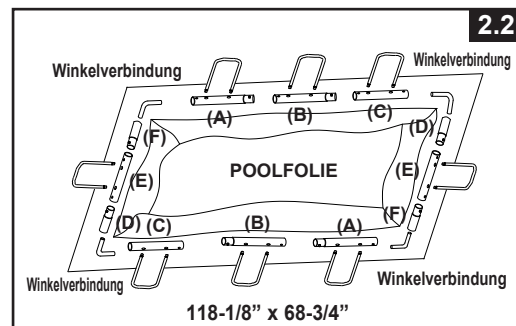 2.2
Winkelverbindung
Winkelverbindung
(A)
(B)
(C)
(F)
(D)
(E)
POOLFOLIE
(E)
(D)
(F)
(C)
(B)
(A)
Winkelverbindung
Winkelverbindung
118-1/8” x 68-3/4”